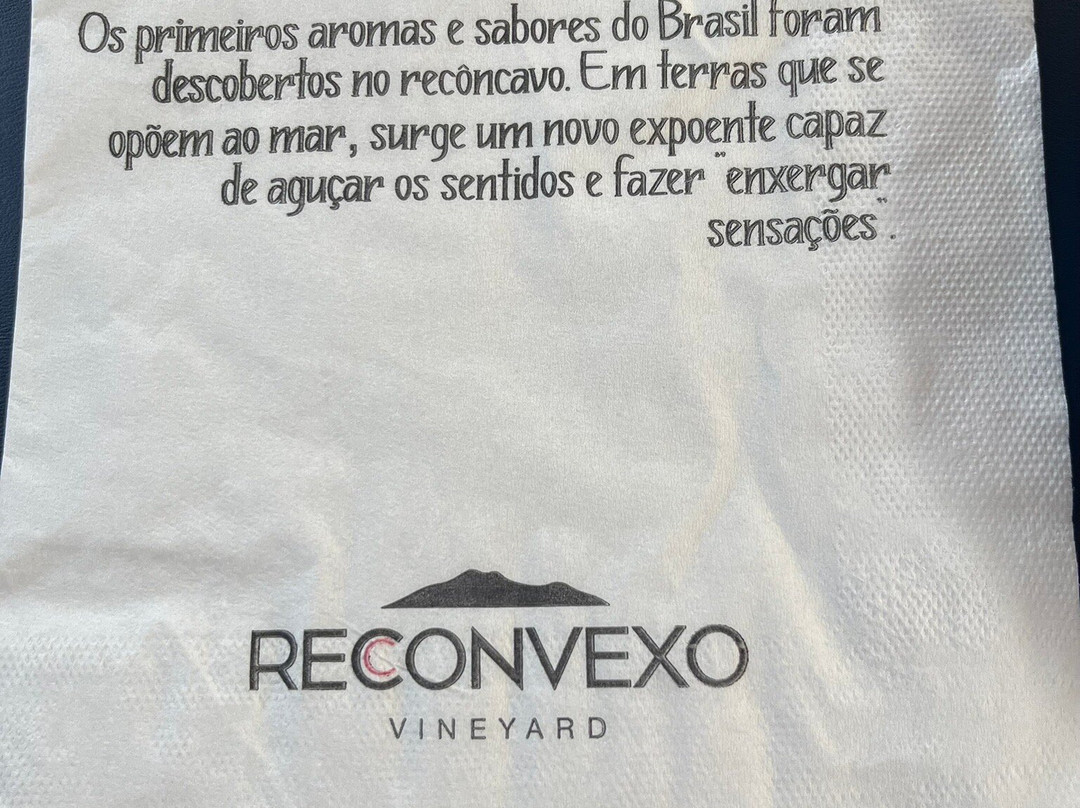 Os primeiros aromas e sabores do Brasil foram
descobertos no recôncavo. Em terras que se
opõem ao mar, surge um novo expoente capaz
de aguçar os sentidos e fazer "enxergar
sensações".
RECONVEXO
VINEYARD